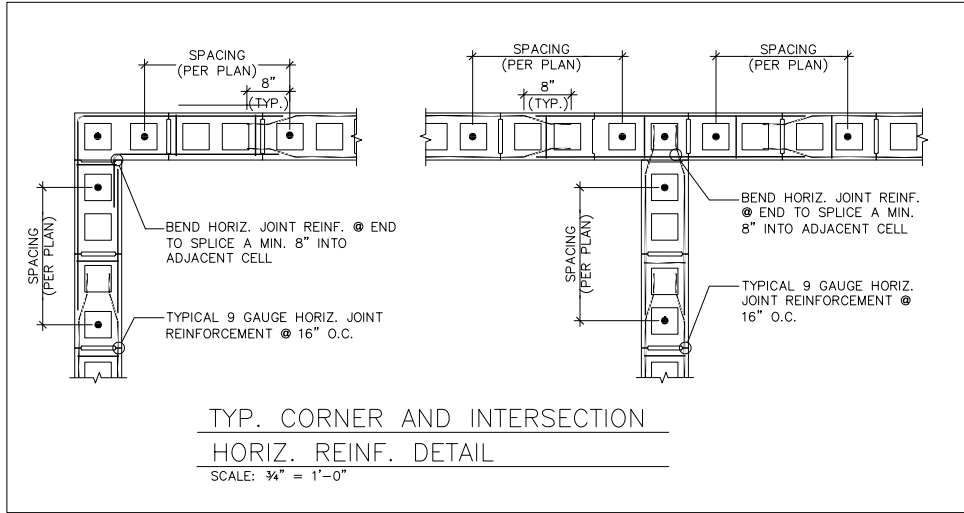 SPACING
(PER PLAN)
8"
(TYP.)
SPACING
(PER PLAN)
BEND HORIZ. JOINT REINF. @ END
TO SPLICE A MIN. 8" INTO
ADJACENT CELL
TYPICAL 9 GAUGE HORIZ. JOINT
REINFORCEMENT @ 16" O.C.
SPACING
(PER PLAN)
8"
(TYP.)
SPACING
(PER PLAN)
SPACING
(PER PLAN)
BEND HORIZ. JOINT REINF.
@ END TO SPLICE A MIN.
8" INTO ADJACENT CELL
TYPICAL 9 GAUGE HORIZ.
JOINT REINFORCEMENT @
16" O.C.
TYP. CORNER AND INTERSECTION
HORIZ. REINF. DETAIL
SCALE: ¾" = 1'-0"